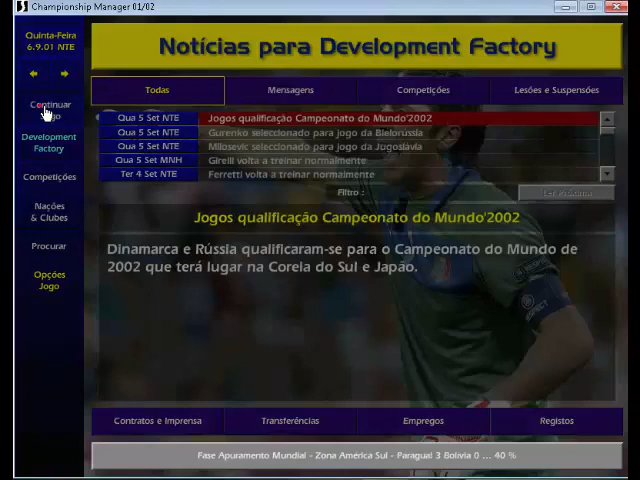 Championship Manager 01/02
Quinta-Feira
6.9.01 NTE
Notícias para Development Factory
Todas
Mensagens
Competições
Lesões e Suspensões
Continuar
Development
Factory
Competições
Nações
& Clubes
Procurar
Opções
Jogo
Qua 5 Set NTE Jogos qualificação Campeonato do Mundo'2002
Qua 5 Set NTE Gurenko seleccionado para jogo da Bielorússia
Qua 5 Set NTE Milosevic seleccionado para jogo da Jugoslávia
Qua 5 Set MNH Girelli volta a treinar normalmente
Ter 4 Set NTE Ferretti volta a treinar normalmente
Filtro :
Ler Próximo
Jogos qualificação Campeonato do Mundo'2002
Dinamarca e Rússia qualificaram-se para o Campeonato do Mundo de
2002 que terá lugar na Coreia do Sul e Japão.
RESPECT
Contratos e Imprensa
Transferências
Empregos
Registos
Fase Apuramento Mundial - Zona América Sul - Paraguai 3 Bolívia 0 ... 40 %